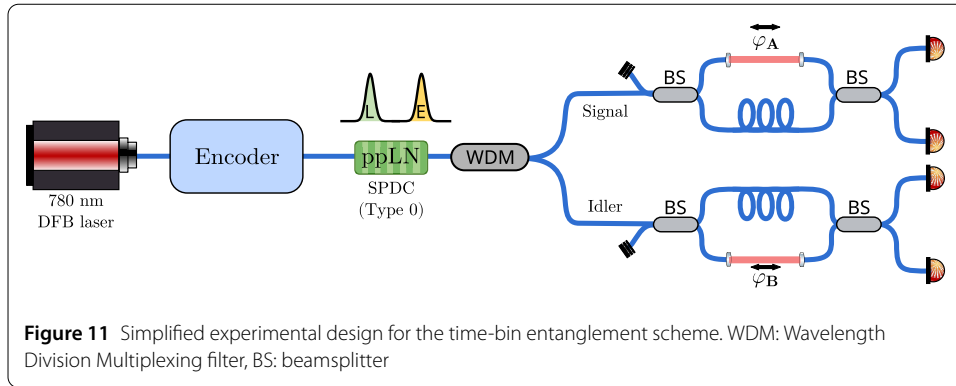 780 nm
DFB laser
Encoder
L E
ppLN
SPDC
(Type 0)
WDM
Signal
Idler
BS
φA
BS
BS
φB
BS
Figure 11 Simplified experimental design for the time-bin entanglement scheme. WDM: Wavelength
Division Multiplexing filter, BS: beamsplitter